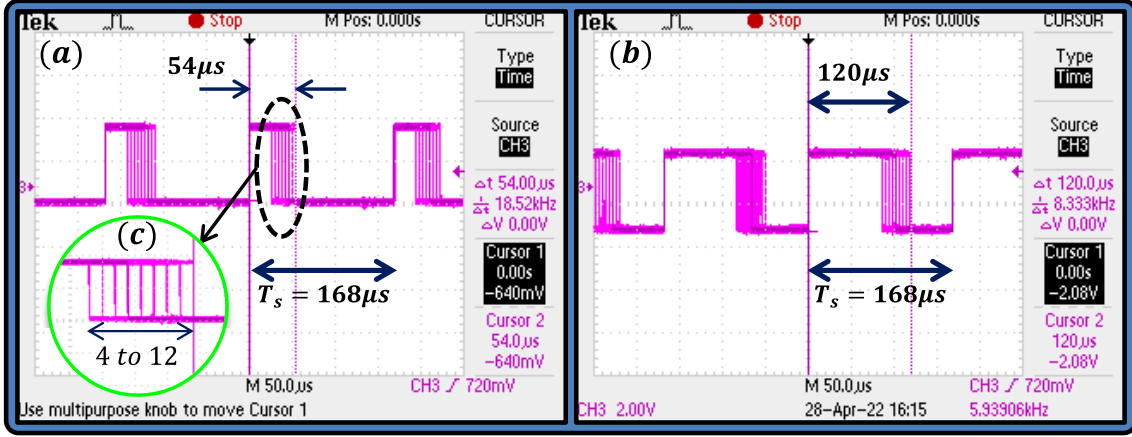 Tek Stop M Pos: 0.000s CURSOR
(a)
54μs
Type
Time
Source
CH3
3
Δt 54.00μs
1/Δt 18.52kHz
ΔV 0.00V
Cursor 1
0.00s
-640mV
Cursor 2
54.0μs
-640mV
(c)
4 to 12
Ts = 168μs
M 50.0μs CH3 720mV
Use multipurpose knob to move Cursor 1
Tek Stop M Pos: 0.000s CURSOR
(b)
120μs
Type
Time
Source
CH3
3
Δt 120.0μs
1/Δt 8.333kHz
ΔV 0.00V
Cursor 1
0.00s
-2.08V
Cursor 2
120μs
-2.08V
Ts = 168μs
M 50.0μs CH3 720mV
CH3 2.00V 28-Apr-22 16:15 5.93906kHz